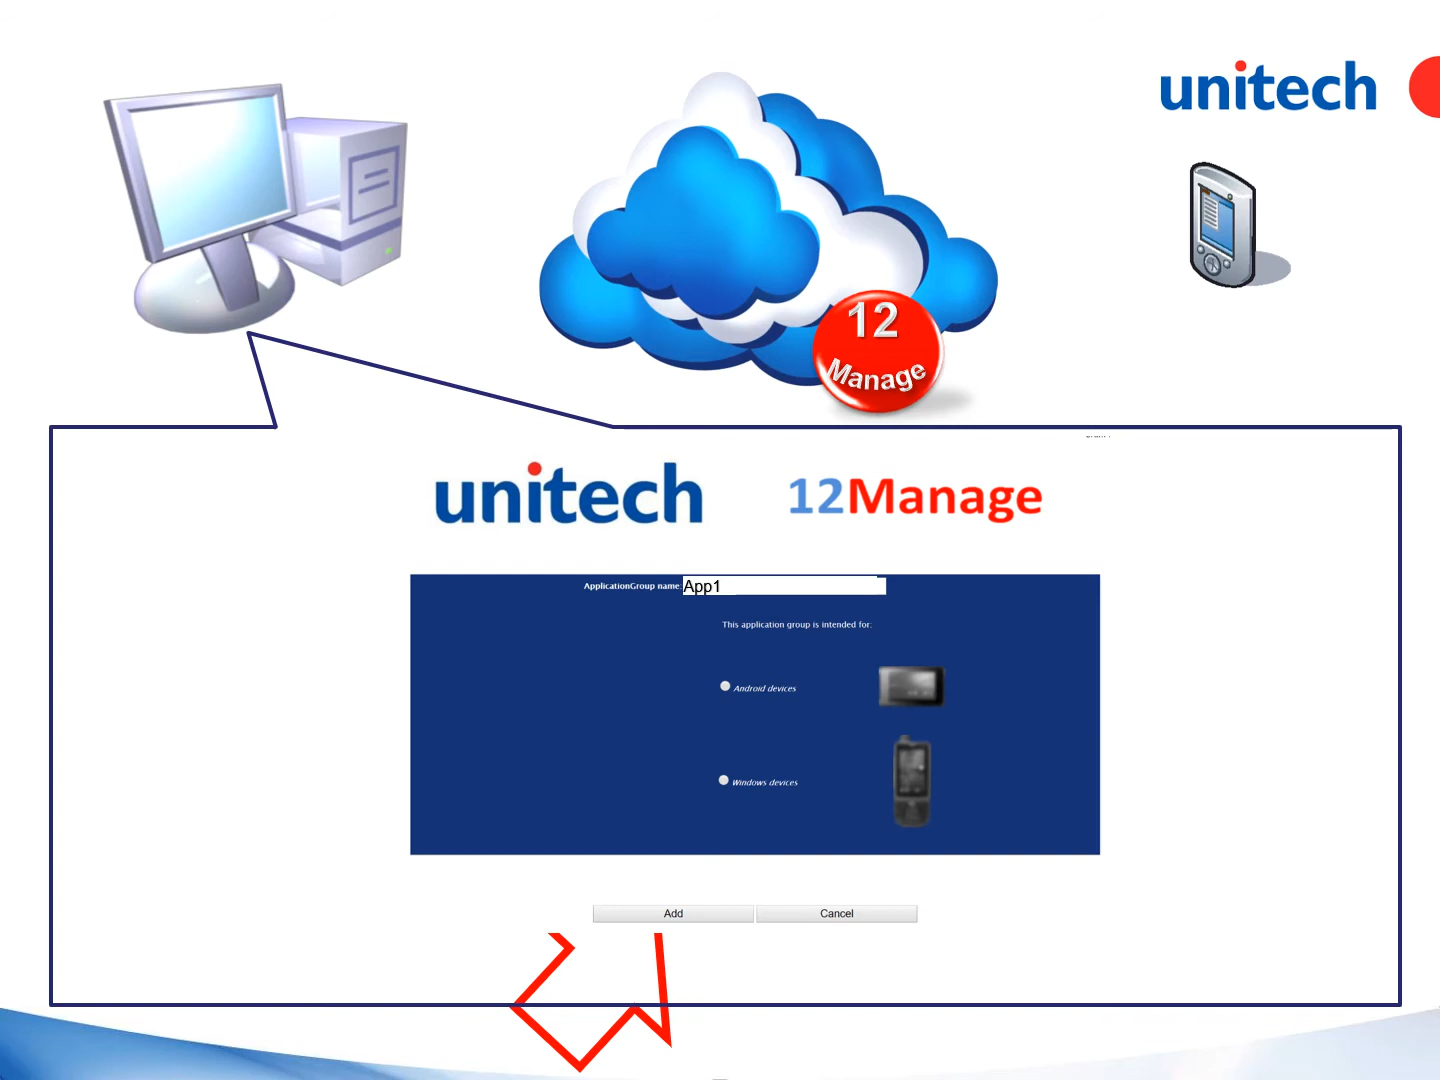 unitech
12
Manage
unitech
12Manage
ApplicationGroup name: App1
This application group is intended for:
Android devices
Windows devices
Add
Cancel